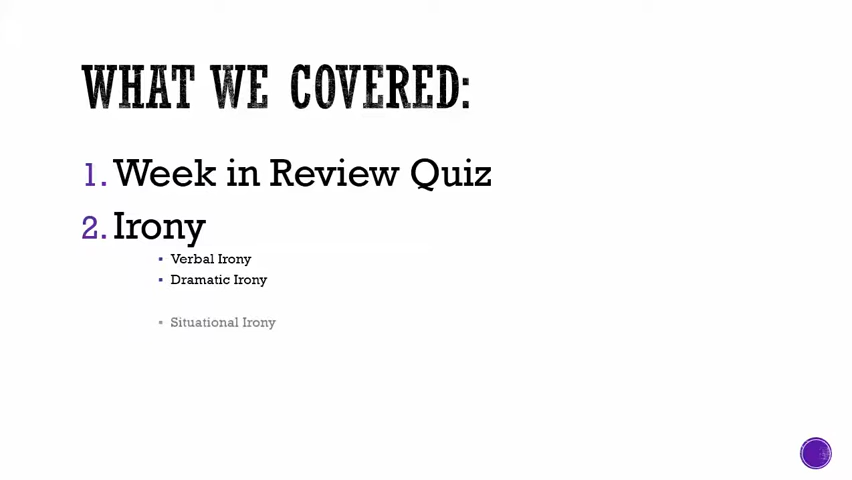 WHAT WE COVERED:
1. Week in Review Quiz
2. Irony
▪ Verbal Irony
▪ Dramatic Irony
▪ Situational Irony